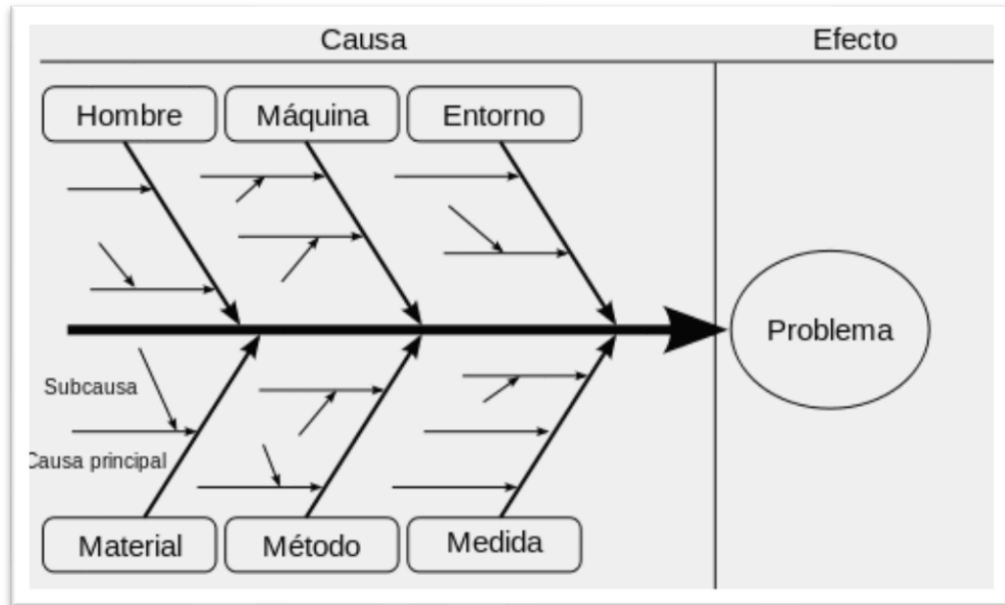 Causa
Efecto
Hombre
Máquina
Entorno
Problema
Subcausa
Causa principal
Material
Método
Medida